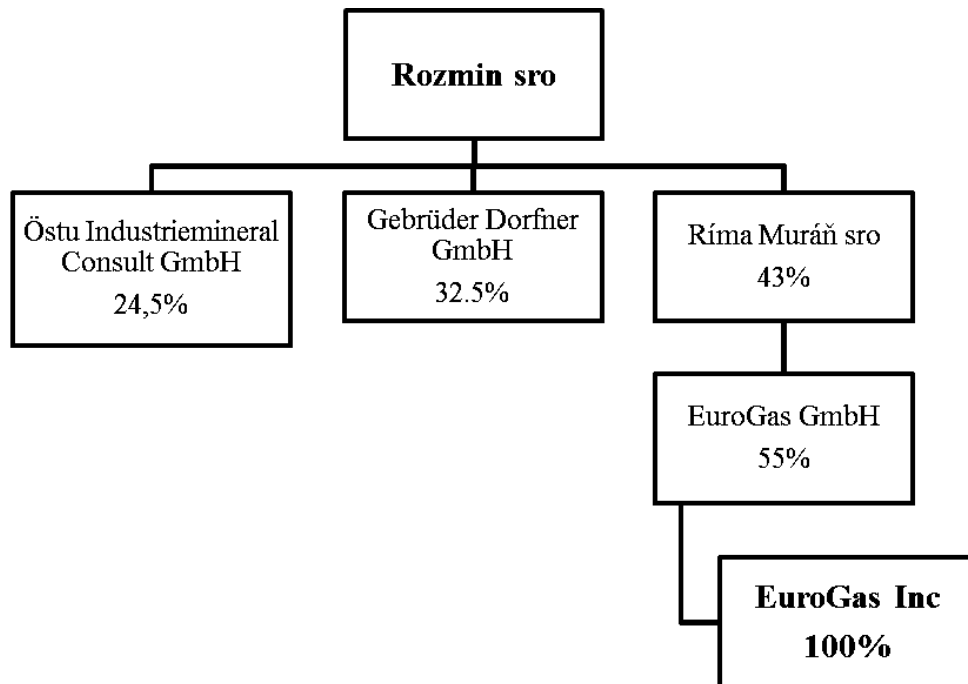 Rozmin sro
Östu Industriemineral
Consult GmbH
24,5%
Gebrüder Dorfner
GmbH
32.5%
Ríma Muráň sro
43%
EuroGas GmbH
55%
EuroGas Inc
100%